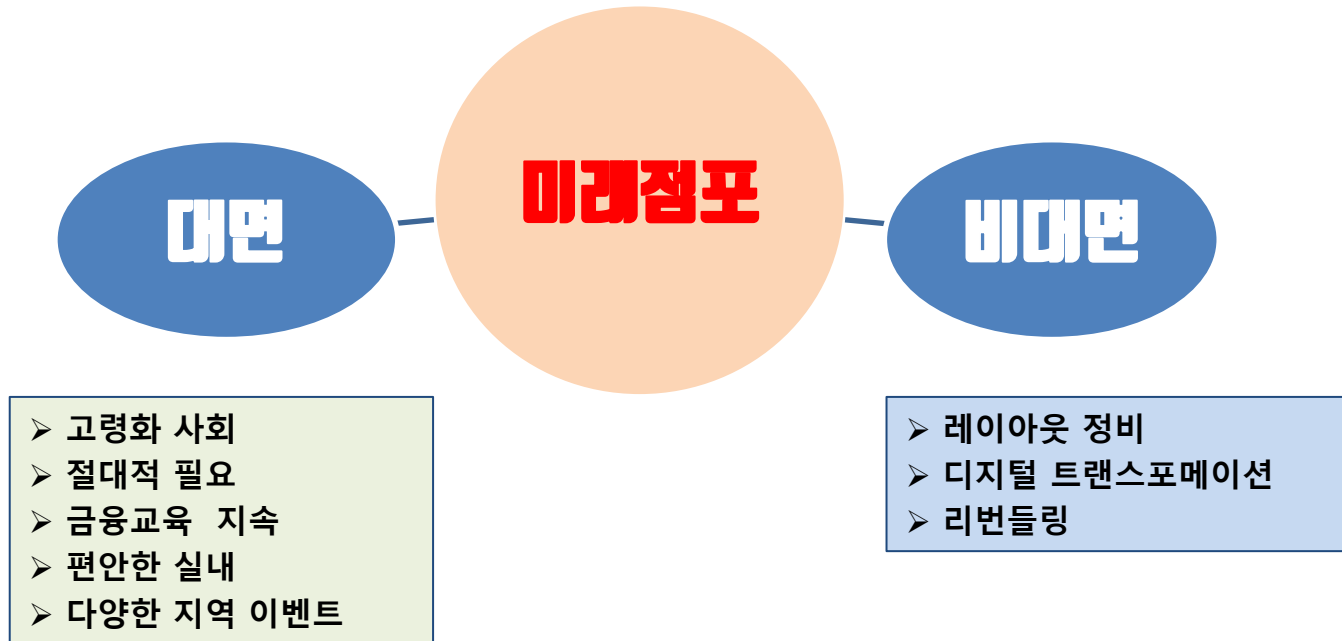 미래점포
대면
비대면
➢ 고령화 사회
➢ 절대적 필요
➢ 금융교육 지속
➢ 편안한 실내
➢ 다양한 지역 이벤트
➢ 레이아웃 정비
➢ 디지털 트랜스포메이션
➢ 리번들링